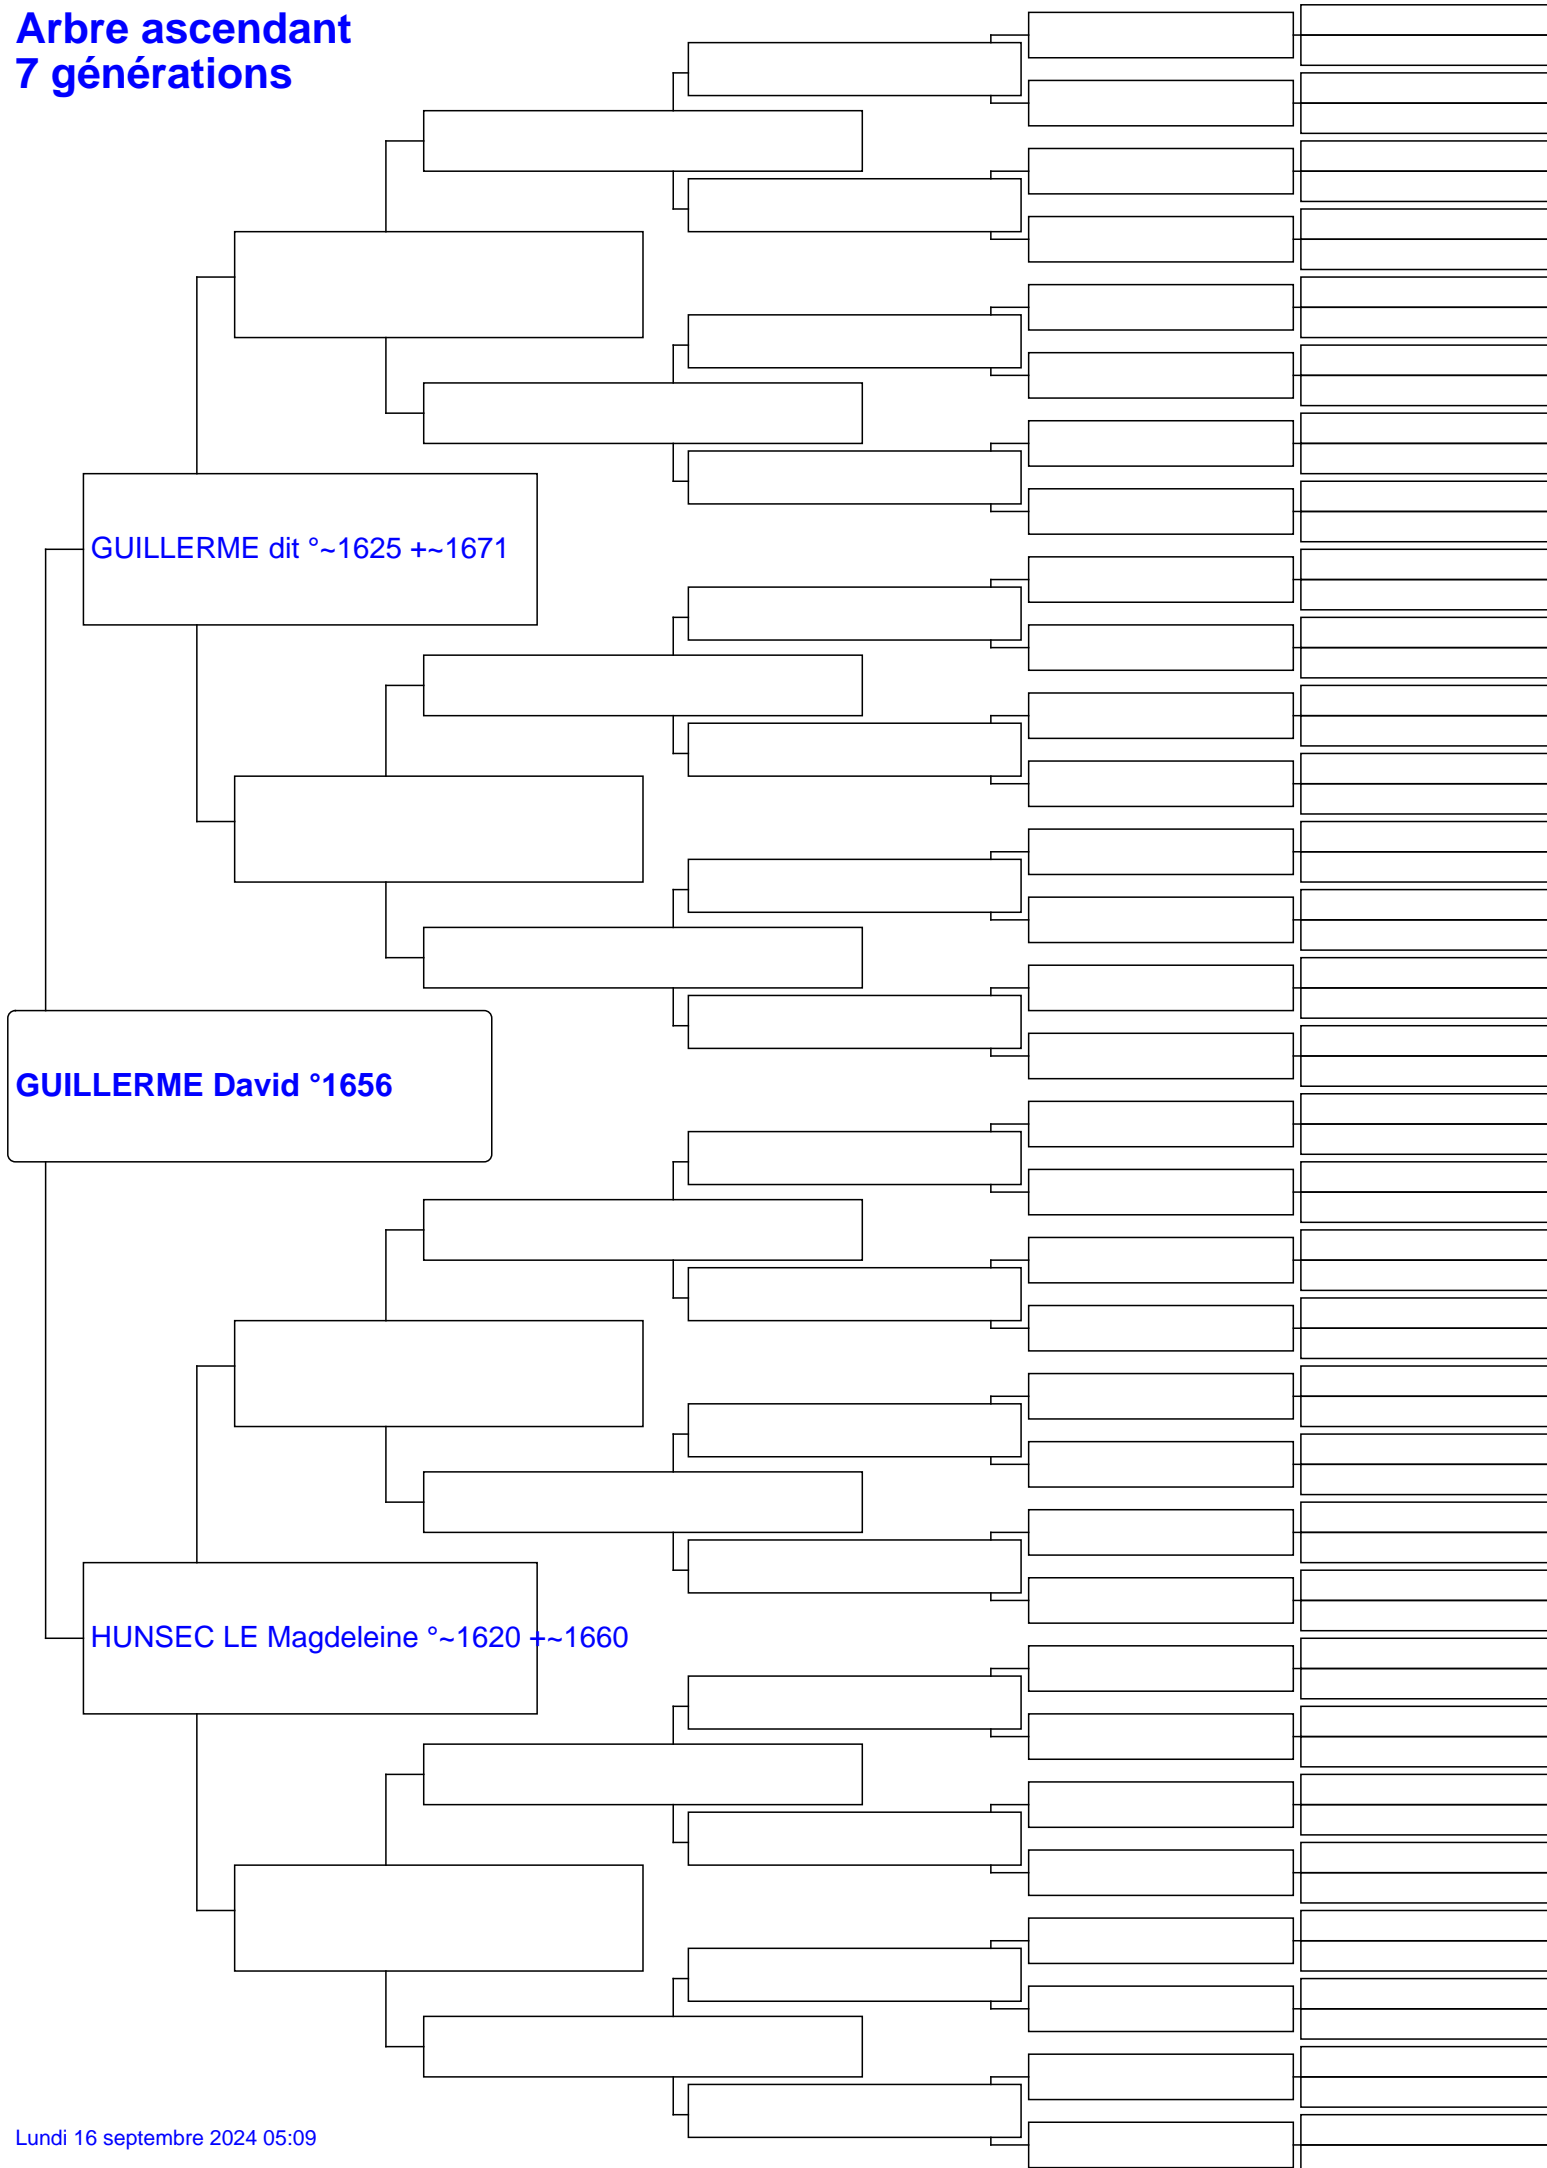 Arbre ascendant
7 générations
GUILLERME dit °~1625 +~1671
GUILLERME David °1656
HUNSEC LE Magdeleine °~1620 +~1660
Lundi 16 septembre 2024 05:09